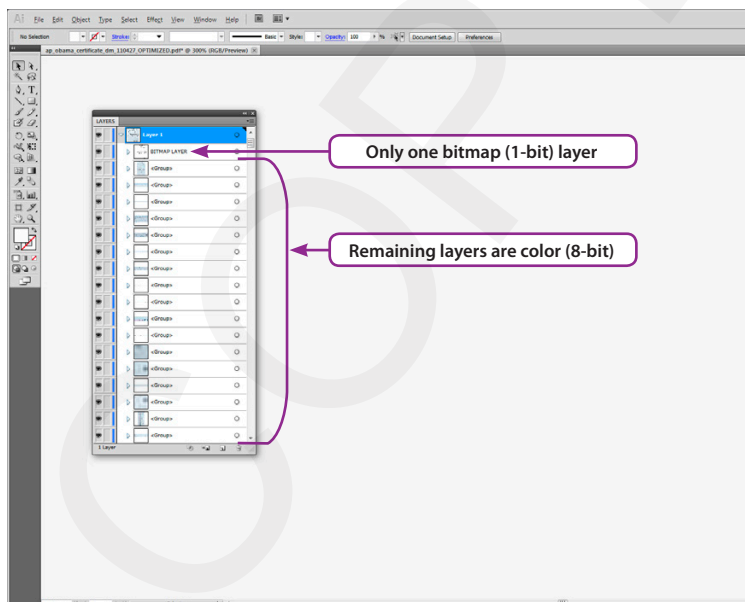 Ai File Edit Object Type Select Effect View Window Help
No Selection Stroke: Basic Style: Opacity: 100 % Document Setup Preferences
ap_obama_certificate_dm_110427_OPTIMIZED.pdf* @ 300% (RGB/Preview)
LAYERS
Layer 1
BITMAP LAYER
Only one bitmap (1-bit) layer
<Group>
<Group>
<Group>
<Group>
<Group>
<Group>
Remaining layers are color (8-bit)
<Group>
<Group>
<Group>
<Group>
<Group>
<Group>
<Group>
<Group>
<Group>
<Group>
<Group>
1 Layer
COPY